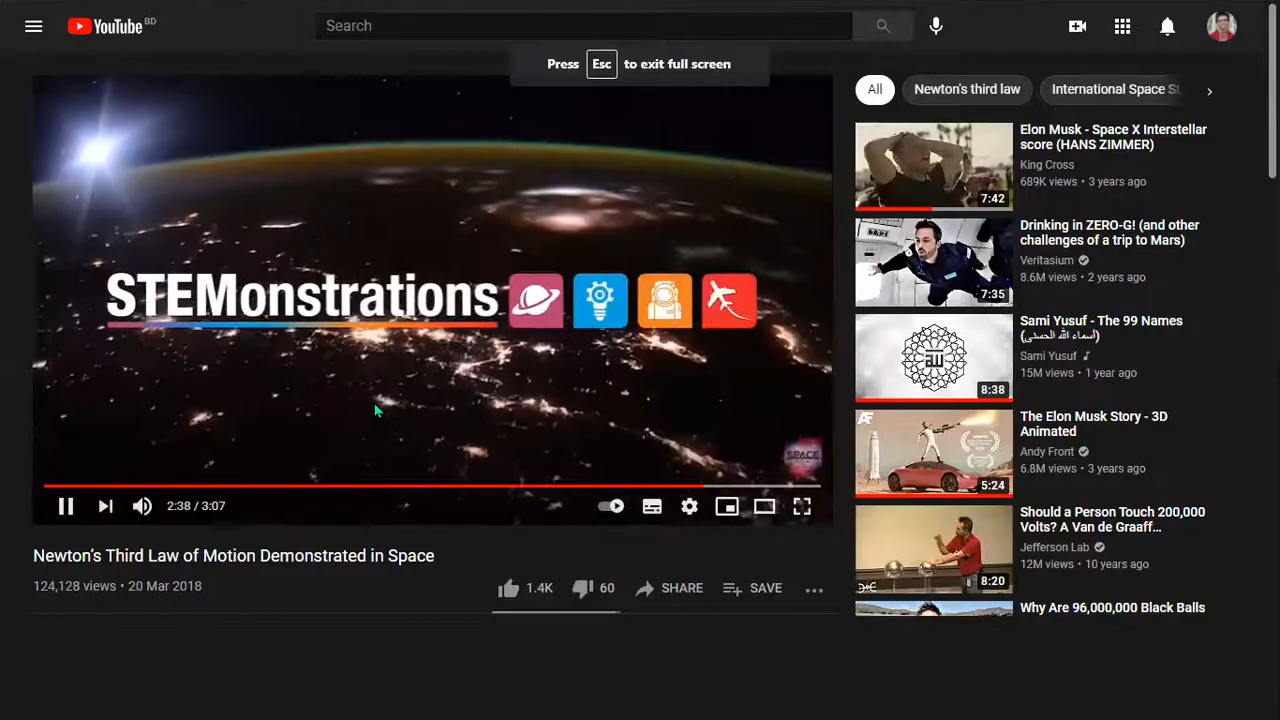 YouTube BD
Search
Press Esc to exit full screen
All
Newton's third law
International Space St
STEMonstrations
SPACE
2:38 / 3:07
Newton's Third Law of Motion Demonstrated in Space
124,128 views • 20 Mar 2018
1.4K
60
SHARE
SAVE
7:42
Elon Musk - Space X Interstellar
score (HANS ZIMMER)
King Cross
689K views • 3 years ago
7:35
Drinking in ZERO-G! (and other
challenges of a trip to Mars)
Veritasium
8.6M views • 2 years ago
8:38
Sami Yusuf - The 99 Names
(أسماء الله الحسنى)
Sami Yusuf
15M views • 1 year ago
AF
5:24
The Elon Musk Story - 3D
Animated
Andy Front
6.8M views • 3 years ago
8:20
Should a Person Touch 200,000
Volts? A Van de Graaff...
Jefferson Lab
12M views • 10 years ago
Why Are 96,000,000 Black Balls